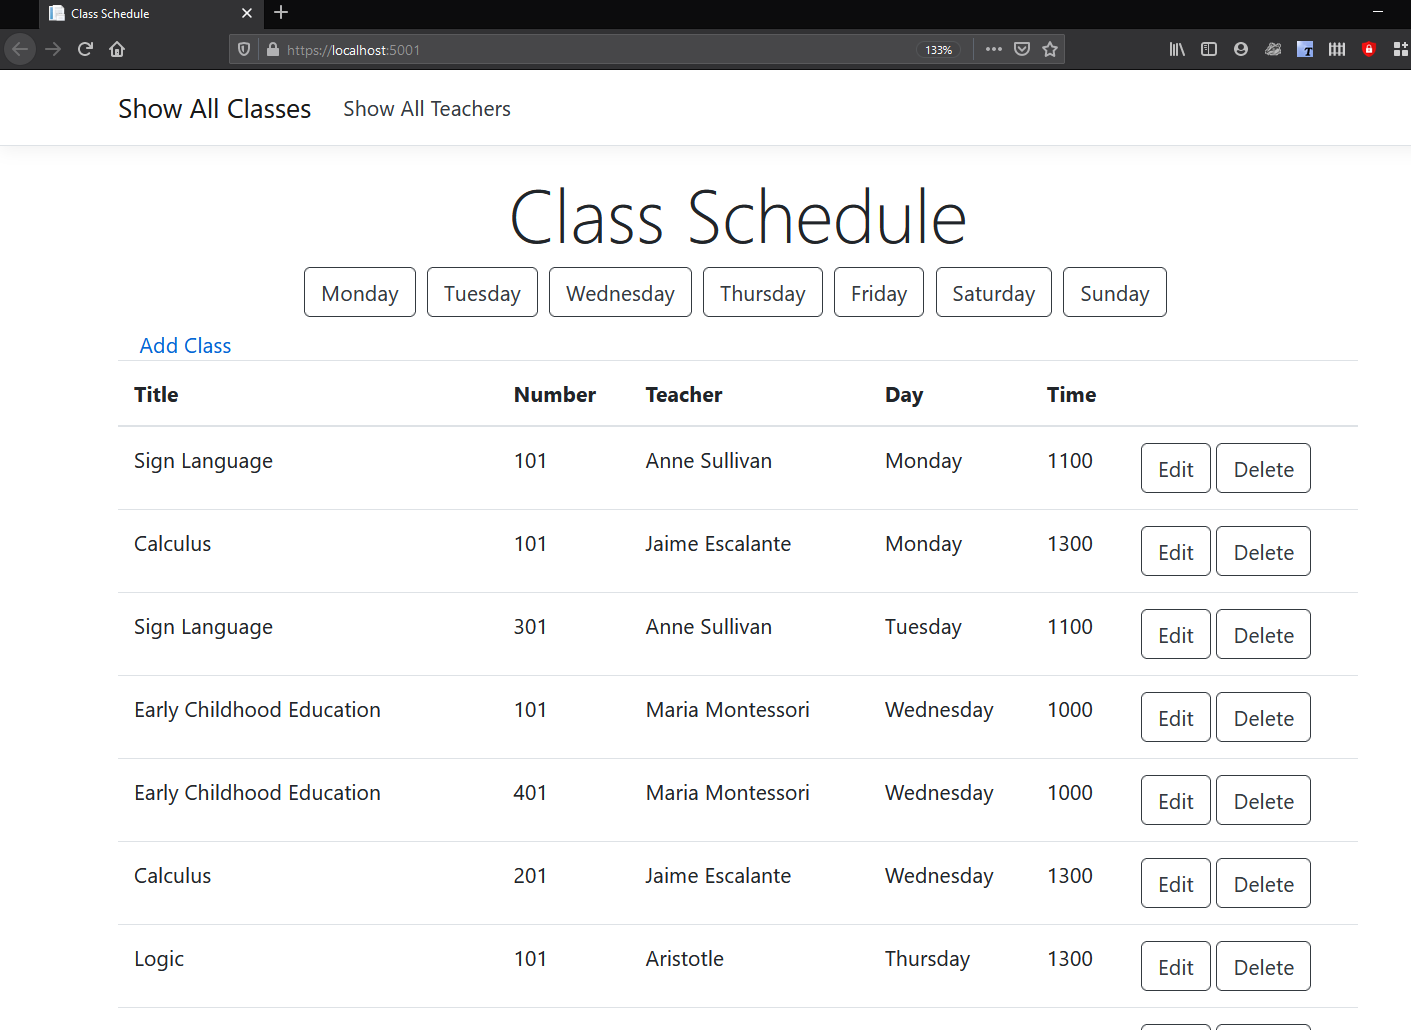 Class Schedule
https://localhost:5001 133%
Show All Classes Show All Teachers
Class Schedule
Monday Tuesday Wednesday Thursday Friday Saturday Sunday
Add Class
Title Number Teacher Day Time
Sign Language 101 Anne Sullivan Monday 1100 Edit Delete
Calculus 101 Jaime Escalante Monday 1300 Edit Delete
Sign Language 301 Anne Sullivan Tuesday 1100 Edit Delete
Early Childhood Education 101 Maria Montessori Wednesday 1000 Edit Delete
Early Childhood Education 401 Maria Montessori Wednesday 1000 Edit Delete
Calculus 201 Jaime Escalante Wednesday 1300 Edit Delete
Logic 101 Aristotle Thursday 1300 Edit Delete